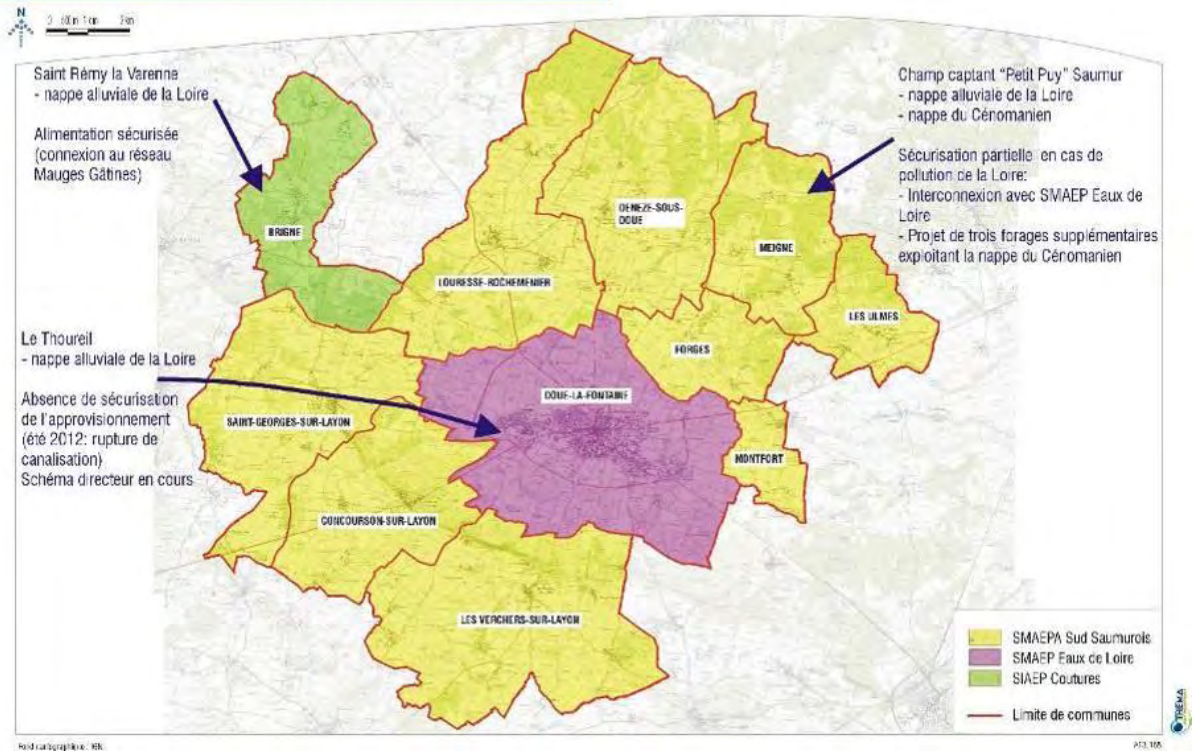 N
Saint Rémy la Varenne
- nappe alluviale de la Loire
Alimentation sécurisée
(connexion au réseau
Mauges Gâtines)
Champ captant "Petit Puy" Saumur
- nappe alluviale de la Loire
- nappe du Cénomanien
Sécurisation partielle en cas de
pollution de la Loire:
- Interconnexion avec SMAEP Eaux de
Loire
- Projet de trois forages supplémentaires
exploitant la nappe du Cénomanien
BRIGNE
DENEZE-SOUS-
DOUE
MEIGNE
LOURESSE-ROCHEMENIER
LES ULMES
FORGES
Le Thoureil
- nappe alluviale de la Loire
Absence de sécurisation
de l'approvisionnement
(été 2012: rupture de
canalisation)
Schéma directeur en cours
DOUE-LA-FONTAINE
SAINT-GEORGES-SUR-LAYON
MONTFORT
CONCOURSON-SUR-LAYON
LES VERCHERS-SUR-LAYON
SMAEPA Sud Saumurois
SMAEP Eaux de Loire
SIAEP Coutures
Limite de communes
THEMA
Fond cartographique : IGN